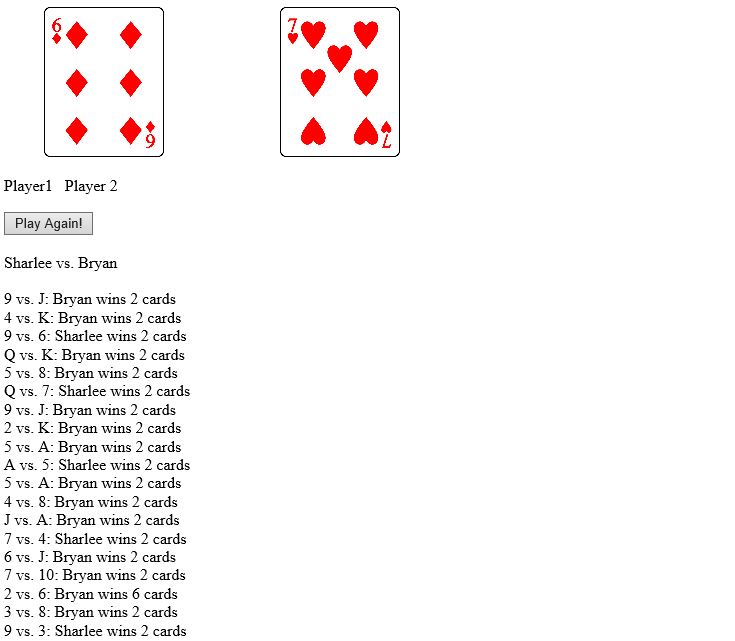 6 7
6 7
Player1 Player 2
Play Again!
Sharlee vs. Bryan
9 vs. J: Bryan wins 2 cards
4 vs. K: Bryan wins 2 cards
9 vs. 6: Sharlee wins 2 cards
Q vs. K: Bryan wins 2 cards
5 vs. 8: Bryan wins 2 cards
Q vs. 7: Sharlee wins 2 cards
9 vs. J: Bryan wins 2 cards
2 vs. K: Bryan wins 2 cards
5 vs. A: Bryan wins 2 cards
A vs. 5: Sharlee wins 2 cards
5 vs. A: Bryan wins 2 cards
4 vs. 8: Bryan wins 2 cards
J vs. A: Bryan wins 2 cards
7 vs. 4: Sharlee wins 2 cards
6 vs. J: Bryan wins 2 cards
7 vs. 10: Bryan wins 2 cards
2 vs. 6: Bryan wins 6 cards
3 vs. 8: Bryan wins 2 cards
9 vs. 3: Sharlee wins 2 cards